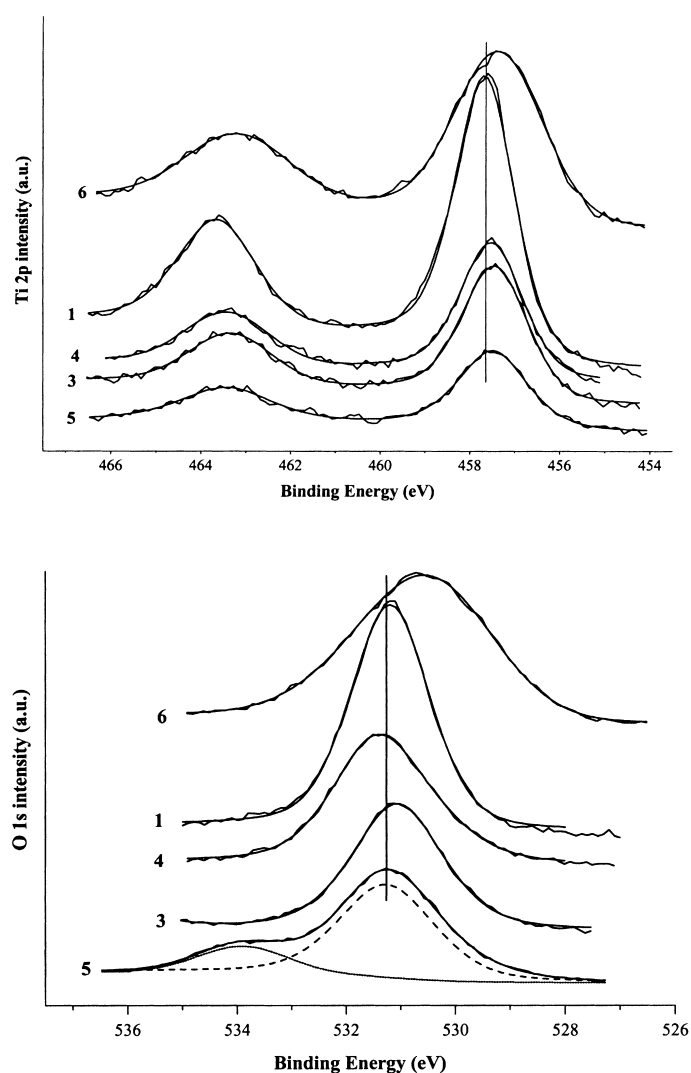 Ti 2p intensity (a.u.)
6
1
4
3
5
466 464 462 460 458 456 454
Binding Energy (eV)
O 1s intensity (a.u.)
6
1
4
3
5
536 534 532 530 528 526
Binding Energy (eV)